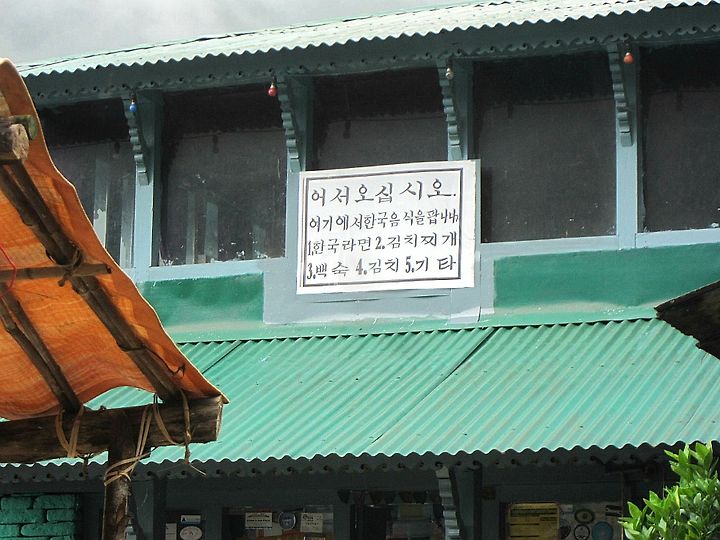 어서오십시오.
여기에서한국음식을팝니다
1.한국라면 2.김치찌개
3.백숙 4.김치 5.기타